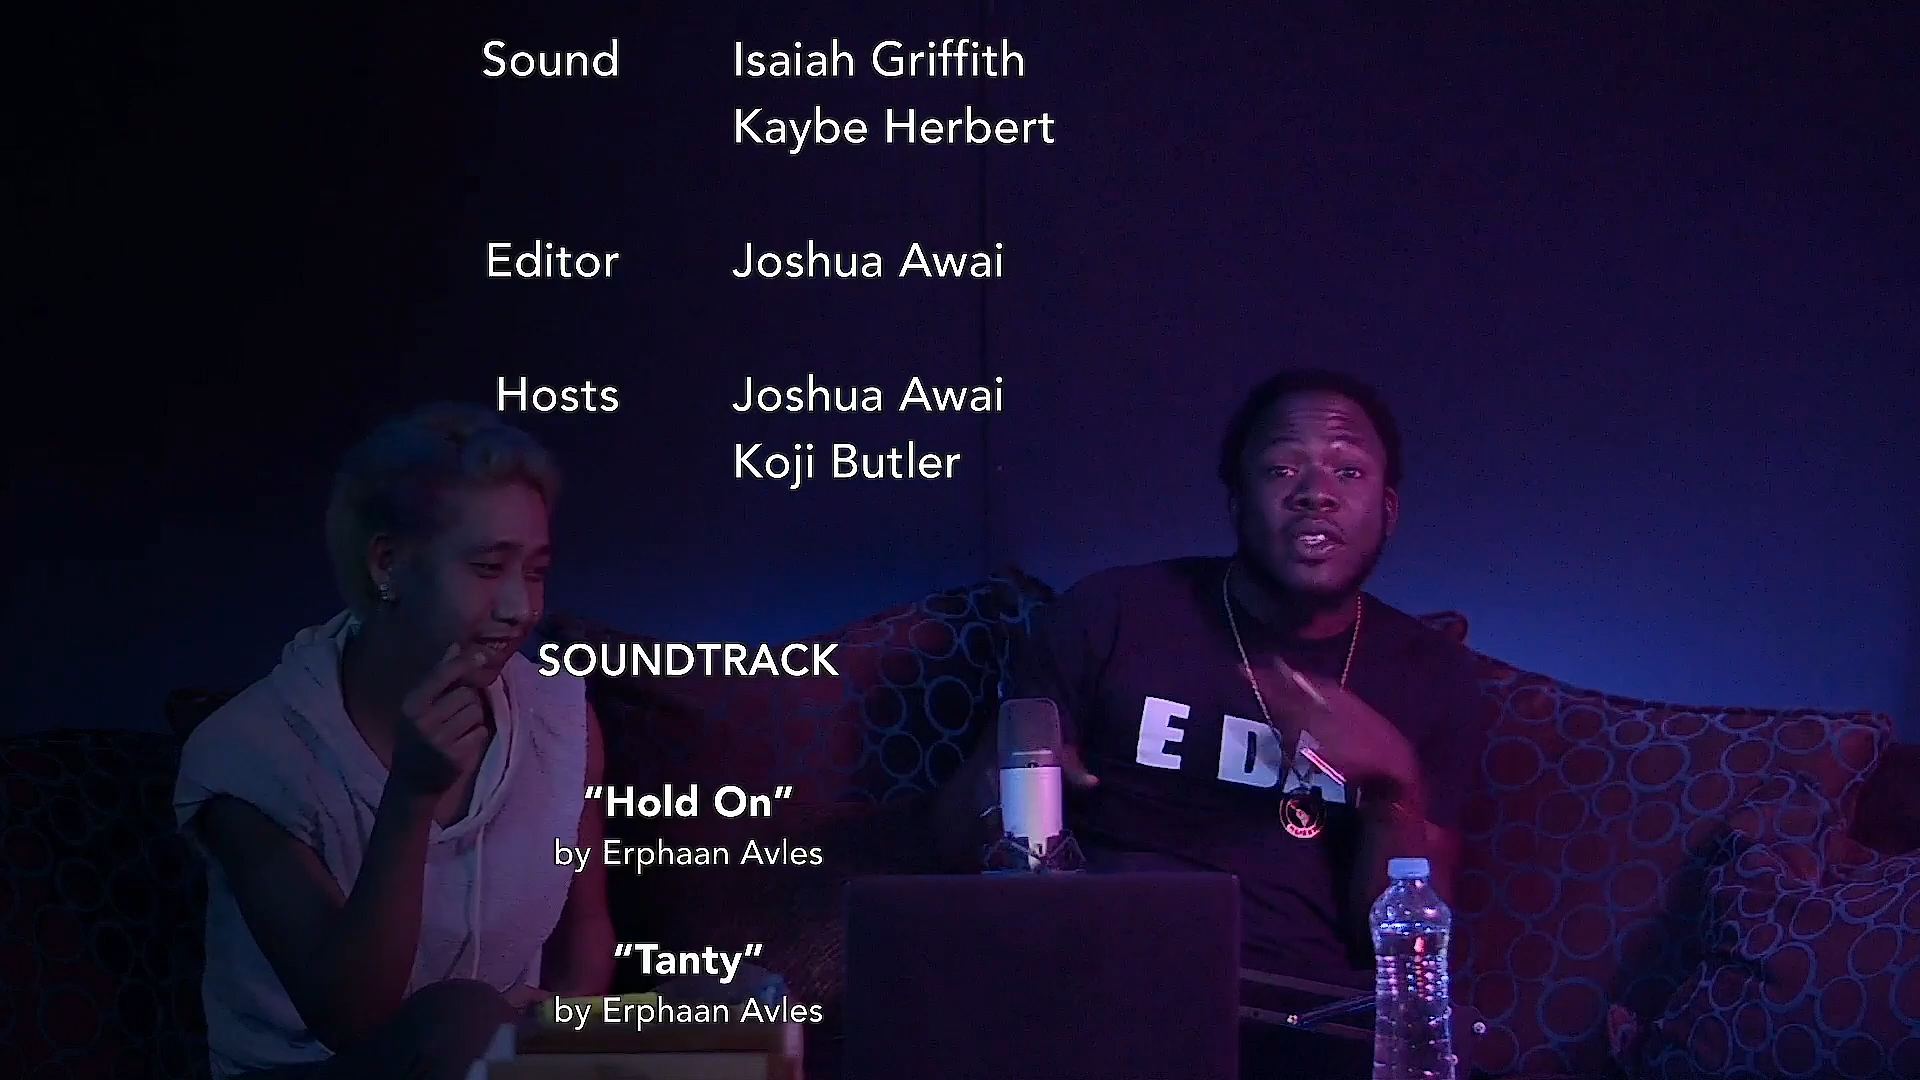 Sound Isaiah Griffith
Kaybe Herbert
Editor Joshua Awai
Hosts Joshua Awai
Koji Butler
SOUNDTRACK
“Hold On”
by Erphaan Avles
“Tanty”
by Erphaan Avles
E DA